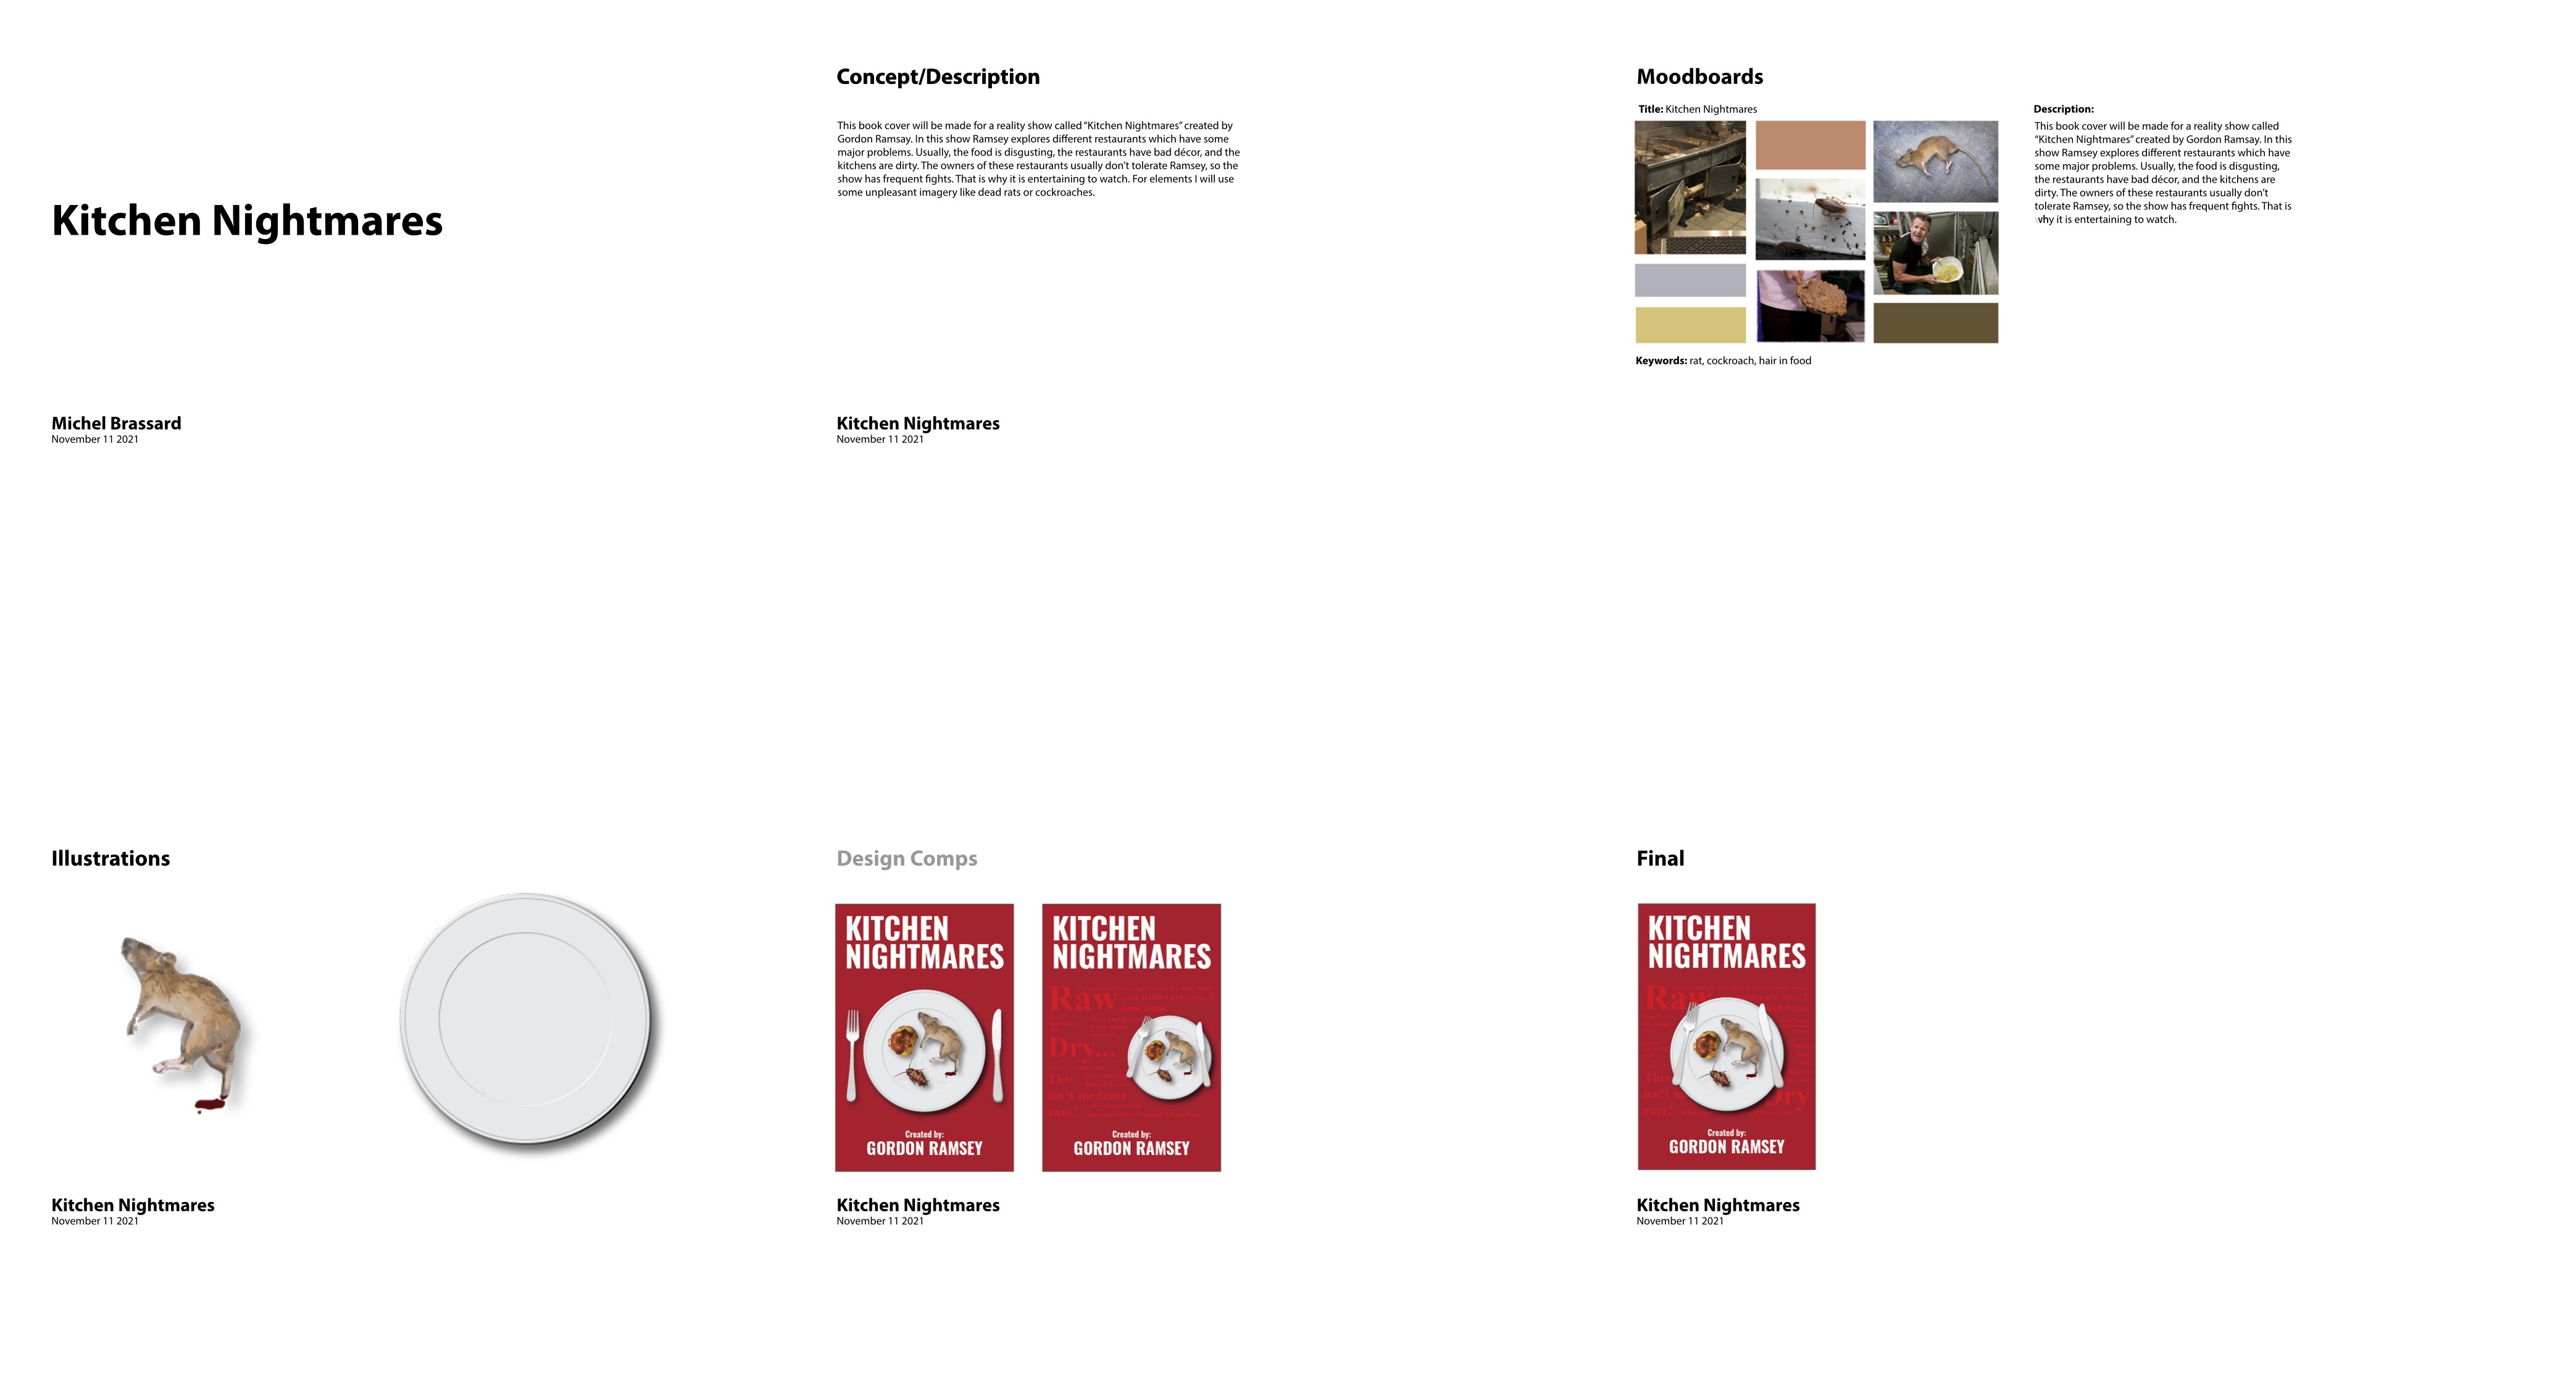 Kitchen Nightmares
Michel Brassard
November 11 2021
Concept/Description
This book cover will be made for a reality show called “Kitchen Nightmares” created by
Gordon Ramsay. In this show Ramsey explores different restaurants which have some
major problems. Usually, the food is disgusting, the restaurants have bad décor, and the
kitchens are dirty. The owners of these restaurants usually don’t tolerate Ramsey, so the
show has frequent fights. That is why it is entertaining to watch. For elements I will use
some unpleasant imagery like dead rats or cockroaches.
Kitchen Nightmares
November 11 2021
Moodboards
Title: Kitchen Nightmares
Keywords: rat, cockroach, hair in food
Description:
This book cover will be made for a reality show called
“Kitchen Nightmares” created by Gordon Ramsay. In this
show Ramsey explores different restaurants which have
some major problems. Usually, the food is disgusting,
the restaurants have bad décor, and the kitchens are
dirty. The owners of these restaurants usually don’t
tolerate Ramsey, so the show has frequent fights. That is
why it is entertaining to watch.
Illustrations
Kitchen Nightmares
November 11 2021
Design Comps
KITCHEN
NIGHTMARES
Created by:
GORDON RAMSEY
KITCHEN
NIGHTMARES
Raw
Dry...
This
isn't medium
rare!
Created by:
GORDON RAMSEY
Kitchen Nightmares
November 11 2021
Final
KITCHEN
NIGHTMARES
Raw
This
Dry
rare!
Created by:
GORDON RAMSEY
Kitchen Nightmares
November 11 2021